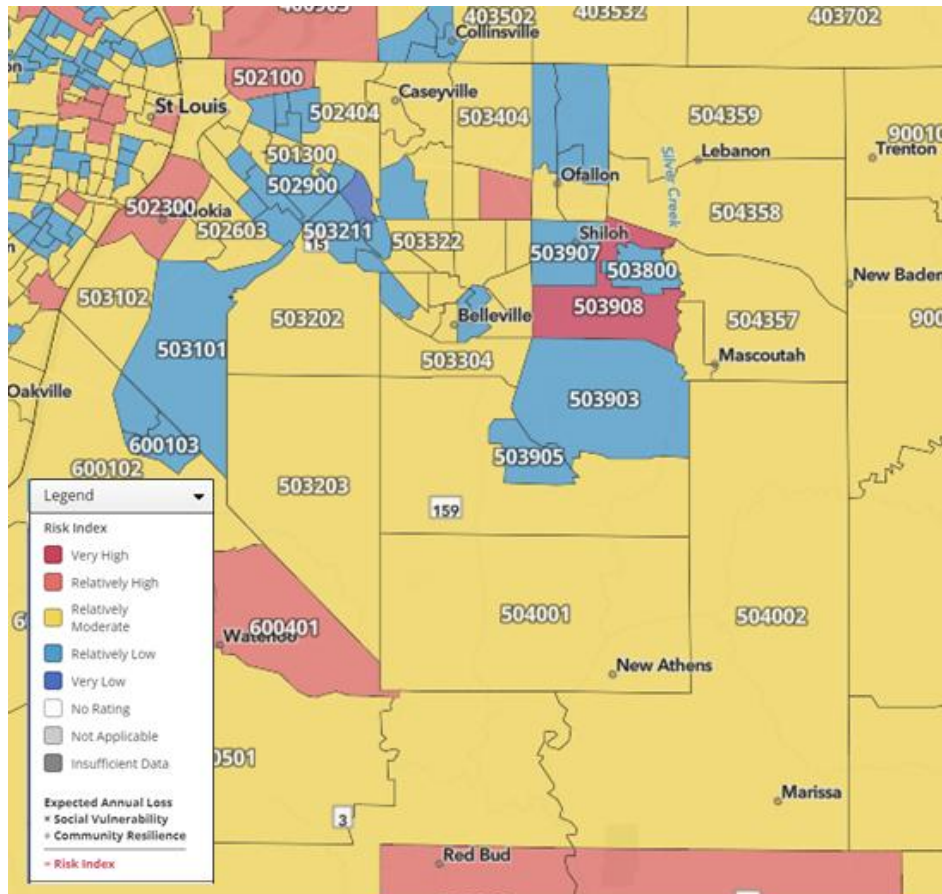 403502
403532
403702
Collinsville
502100
St Louis
Caseyville
502404
503404
504359
Lebanon
Trenton
501300
502900
Ofallon
Silver Creek
504358
502300
502603
503211
15
503322
Shiloh
503907
503800
New Baden
503102
503202
Belleville
503908
504357
503101
503304
Mascoutah
Oakville
503903
600103
503905
600102
503203
159
Legend
Risk Index
Very High
Relatively High
Relatively
Moderate
Relatively Low
Very Low
No Rating
Not Applicable
Insufficient Data
Expected Annual Loss
× Social Vulnerability
÷ Community Resilience
= Risk Index
600401
Waterloo
504001
504002
New Athens
3
Marissa
Red Bud